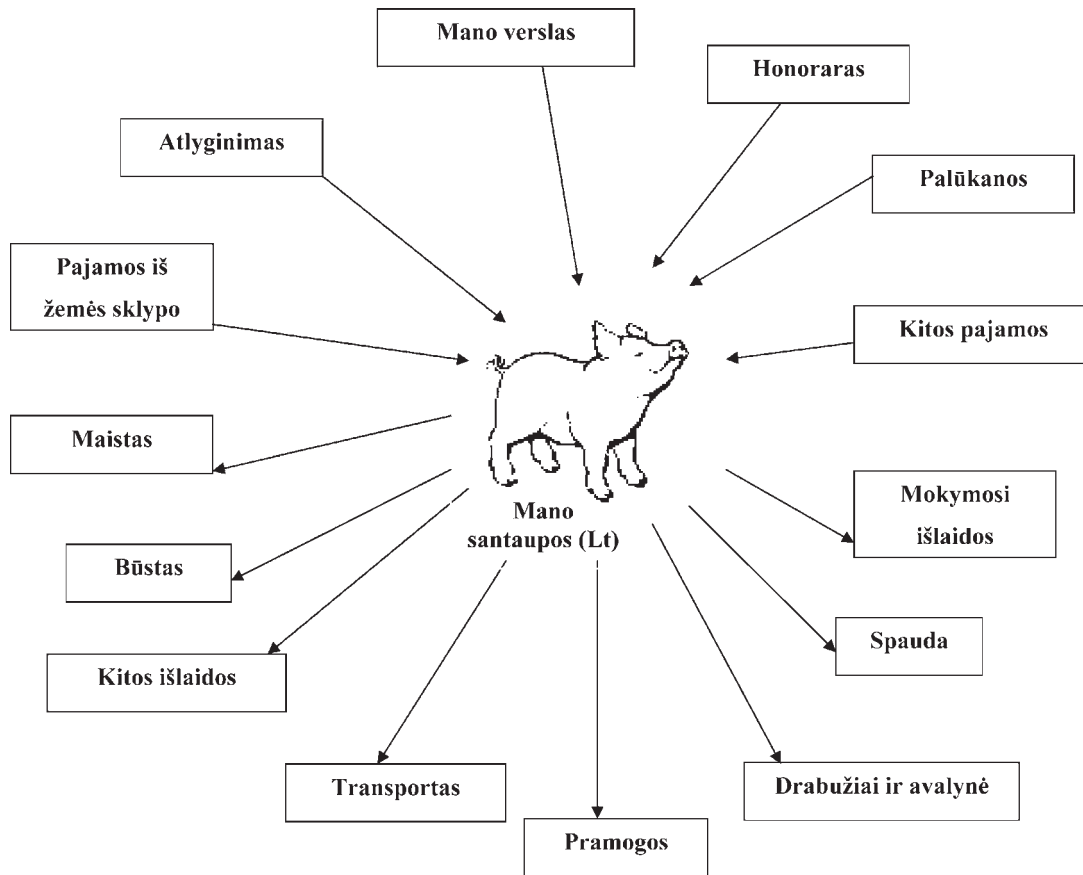 Mano verslas
Honoraras
Atlyginimas
Palūkanos
Pajamos iš
žemės sklypo
Kitos pajamos
Maistas
Mano
santaupos (Lt)
Mokymosi
išlaidos
Būstas
Spauda
Kitos išlaidos
Transportas
Drabužiai ir avalynė
Pramogos